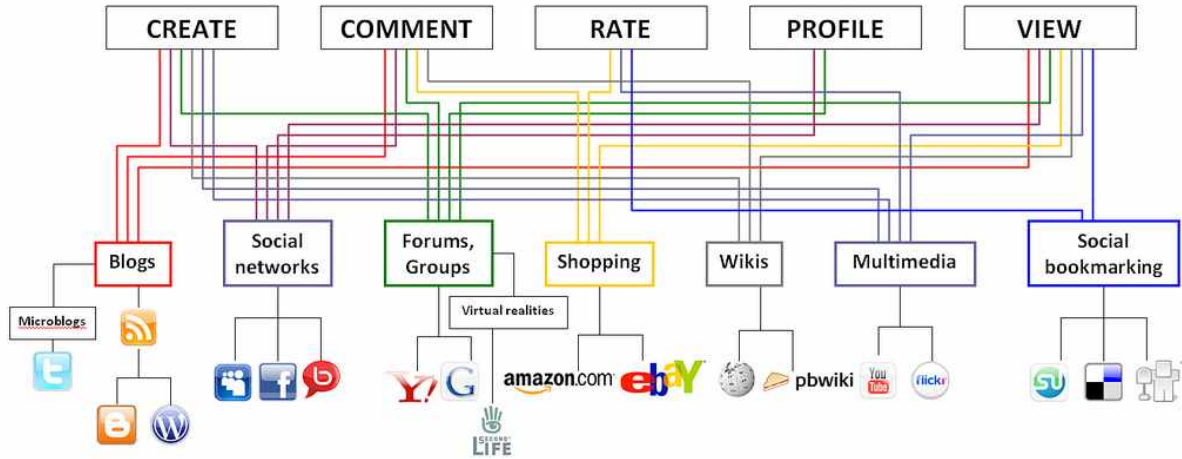 CREATE
COMMENT
RATE
PROFILE
VIEW
Blogs
Social
networks
Forums,
Groups
Shopping
Wikis
Multimedia
Social
bookmarking
Microblogs
Virtual realities
t
f
b
Y!
G
amazon.com
ebaY
pbwiki
You
Tube
flickr
SU
B
W
SECOND
LIFE